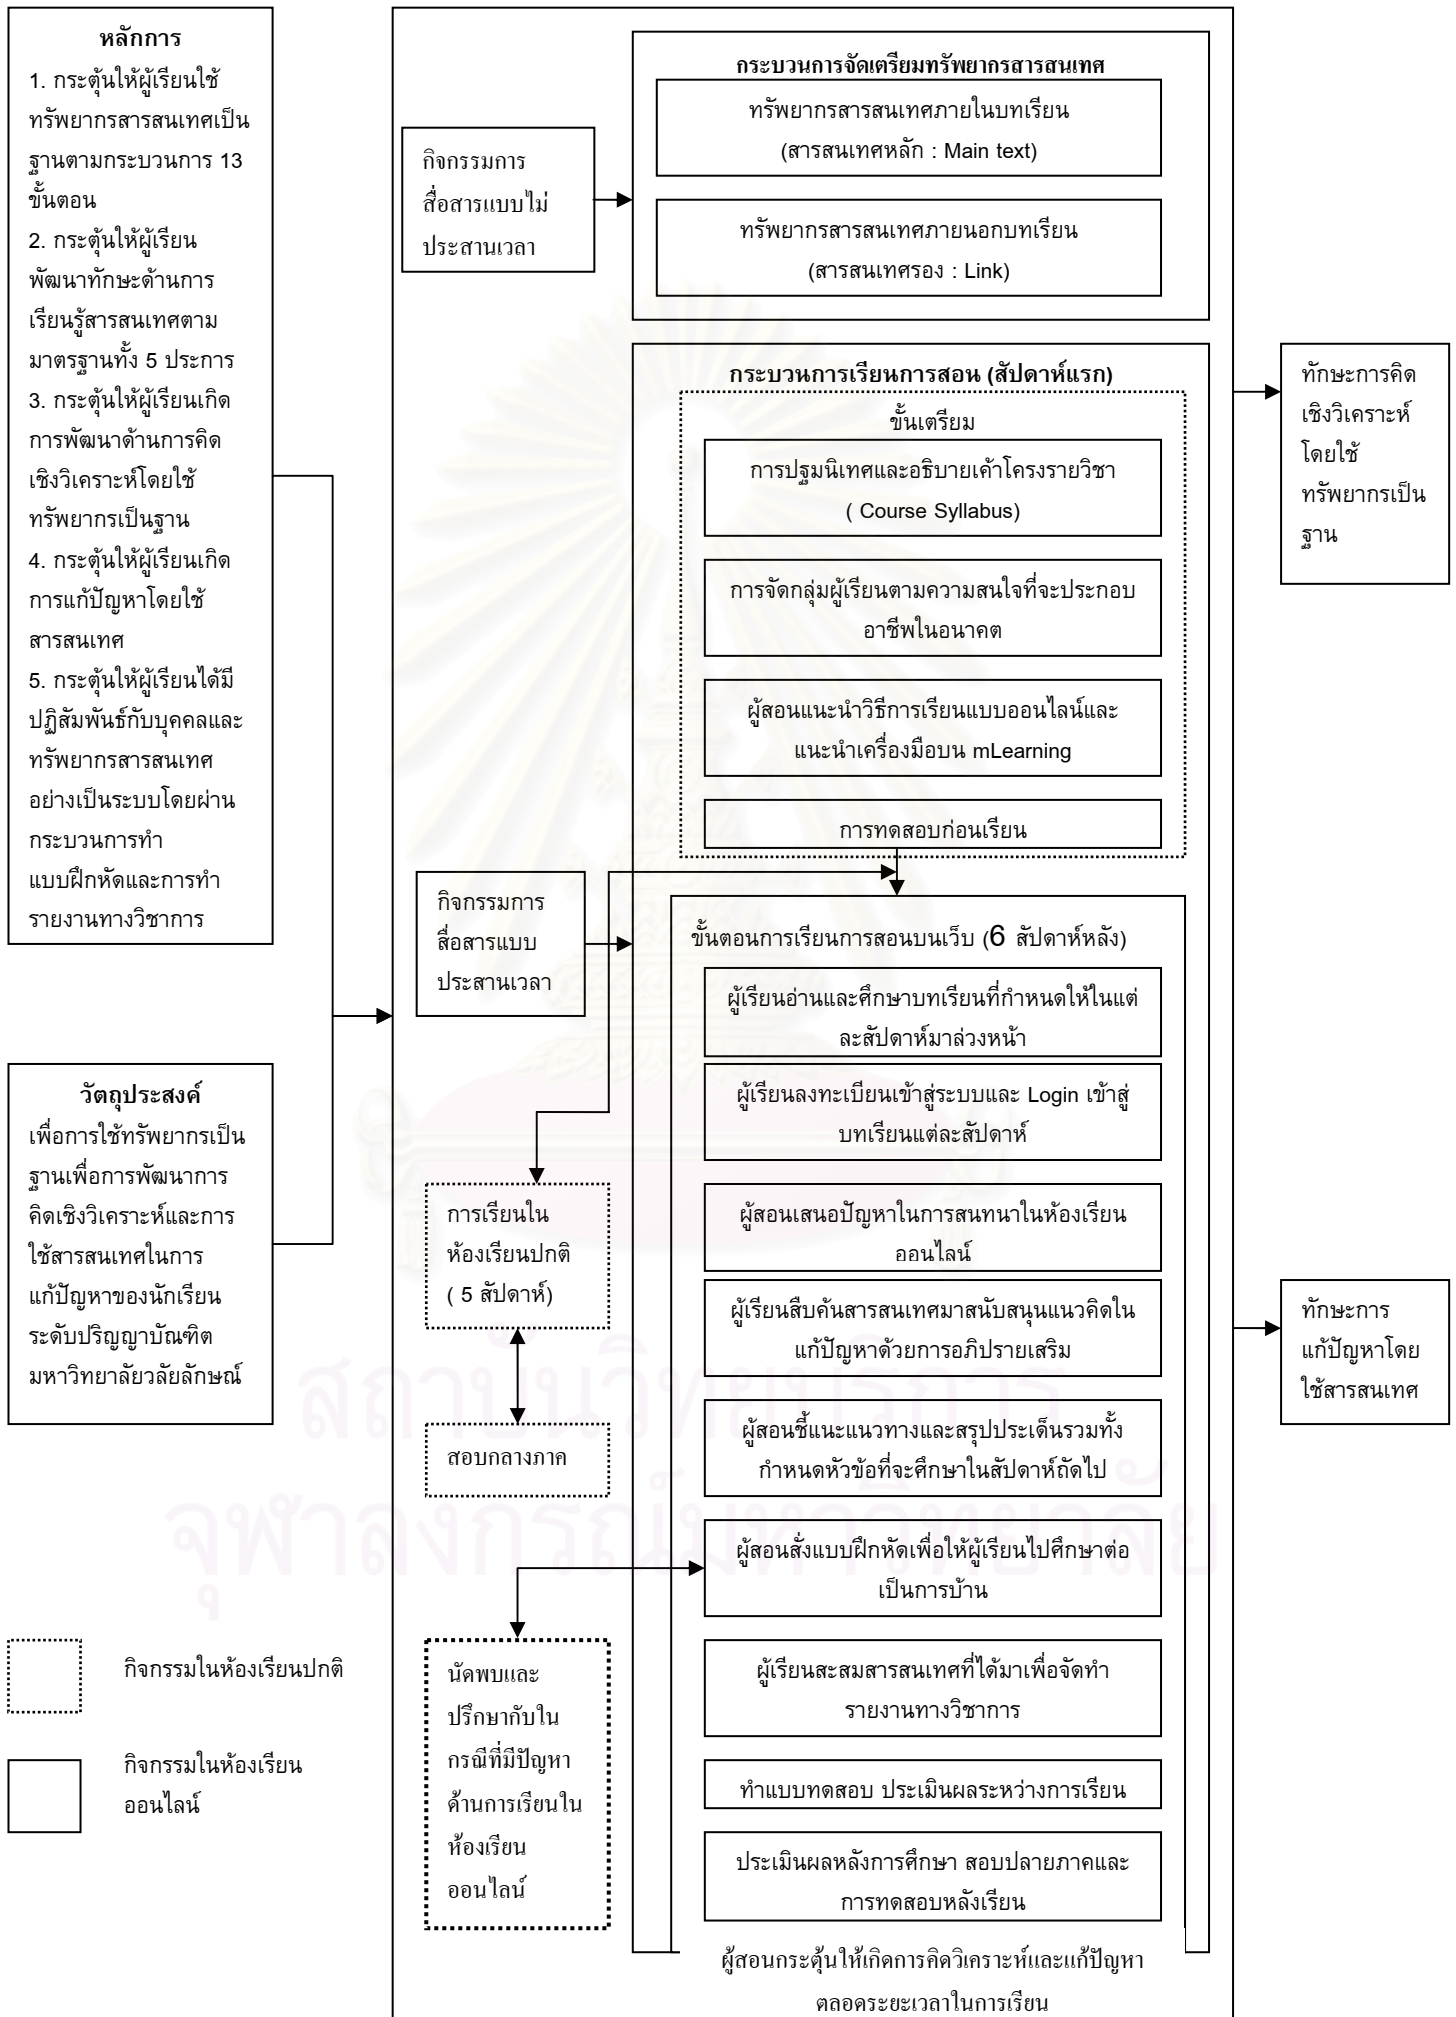 หลักการ
1. กระตุ้นให้ผู้เรียนใช้
ทรัพยากรสารสนเทศเป็น
ฐานตามกระบวนการ 13
ขั้นตอน
2. กระตุ้นให้ผู้เรียน
พัฒนาทักษะด้านการ
เรียนรู้สารสนเทศตาม
มาตรฐานทั้ง 5 ประการ
3. กระตุ้นให้ผู้เรียนเกิด
การพัฒนาด้านการคิด
เชิงวิเคราะห์โดยใช้
ทรัพยากรเป็นฐาน
4. กระตุ้นให้ผู้เรียนเกิด
การแก้ปัญหาโดยใช้
สารสนเทศ
5. กระตุ้นให้ผู้เรียนได้มี
ปฏิสัมพันธ์กับบุคคลและ
ทรัพยากรสารสนเทศ
อย่างเป็นระบบโดยผ่าน
กระบวนการทำ
แบบฝึกหัดและการทำ
รายงานทางวิชาการ
วัตถุประสงค์
เพื่อการใช้ทรัพยากรเป็น
ฐานเพื่อการพัฒนาการ
คิดเชิงวิเคราะห์และการ
ใช้สารสนเทศในการ
แก้ปัญหาของนักเรียน
ระดับปริญญาบัณฑิต
มหาวิทยาลัยวลัยลักษณ์
กิจกรรมในห้องเรียนปกติ
กิจกรรมในห้องเรียน
ออนไลน์
กิจกรรมการ
สื่อสารแบบไม่
ประสานเวลา
กิจกรรมการ
สื่อสารแบบ
ประสานเวลา
การเรียนใน
ห้องเรียนปกติ
( 5 สัปดาห์)
สอบกลางภาค
นัดพบและ
ปรึกษากับใน
กรณีที่มีปัญหา
ด้านการเรียนใน
ห้องเรียน
ออนไลน์
กระบวนการจัดเตรียมทรัพยากรสารสนเทศ
ทรัพยากรสารสนเทศภายในบทเรียน
(สารสนเทศหลัก : Main text)
ทรัพยากรสารสนเทศภายนอกบทเรียน
(สารสนเทศรอง : Link)
กระบวนการเรียนการสอน (สัปดาห์แรก)
ขั้นเตรียม
การปฐมนิเทศและอธิบายเค้าโครงรายวิชา
( Course Syllabus)
การจัดกลุ่มผู้เรียนตามความสนใจที่จะประกอบ
อาชีพในอนาคต
ผู้สอนแนะนำวิธีการเรียนแบบออนไลน์และ
แนะนำเครื่องมือบน mLearning
การทดสอบก่อนเรียน
ขั้นตอนการเรียนการสอนบนเว็บ (6 สัปดาห์หลัง)
ผู้เรียนอ่านและศึกษาบทเรียนที่กำหนดให้ในแต่
ละสัปดาห์มาล่วงหน้า
ผู้เรียนลงทะเบียนเข้าสู่ระบบและ Login เข้าสู่
บทเรียนแต่ละสัปดาห์
ผู้สอนเสนอปัญหาในการสนทนาในห้องเรียน
ออนไลน์
ผู้เรียนสืบค้นสารสนเทศมาสนับสนุนแนวคิดใน
แก้ปัญหาด้วยการอภิปรายเสริม
ผู้สอนชี้แนะแนวทางและสรุปประเด็นรวมทั้ง
กำหนดหัวข้อที่จะศึกษาในสัปดาห์ถัดไป
ผู้สอนสั่งแบบฝึกหัดเพื่อให้ผู้เรียนไปศึกษาต่อ
เป็นการบ้าน
ผู้เรียนสะสมสารสนเทศที่ได้มาเพื่อจัดทำ
รายงานทางวิชาการ
ทำแบบทดสอบ ประเมินผลระหว่างการเรียน
ประเมินผลหลังการศึกษา สอบปลายภาคและ
การทดสอบหลังเรียน
ผู้สอนกระตุ้นให้เกิดการคิดวิเคราะห์และแก้ปัญหา
ตลอดระยะเวลาในการเรียน
ทักษะการคิด
เชิงวิเคราะห์
โดยใช้
ทรัพยากรเป็น
ฐาน
ทักษะการ
แก้ปัญหาโดย
ใช้สารสนเทศ
สถาบันวิทยบริการ
จุฬาลงกรณ์มหาวิทยาลัย